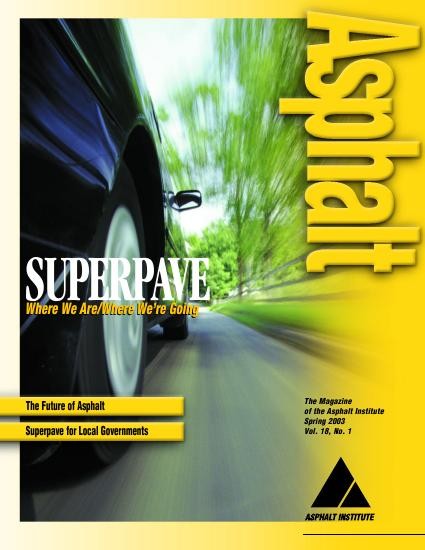 Asphalt
SUPERPAVE
Where We Are/Where We're Going
The Future of Asphalt
Superpave for Local Governments
The Magazine
of the Asphalt Institute
Spring 2003
Vol. 18, No. 1
ASPHALT INSTITUTE